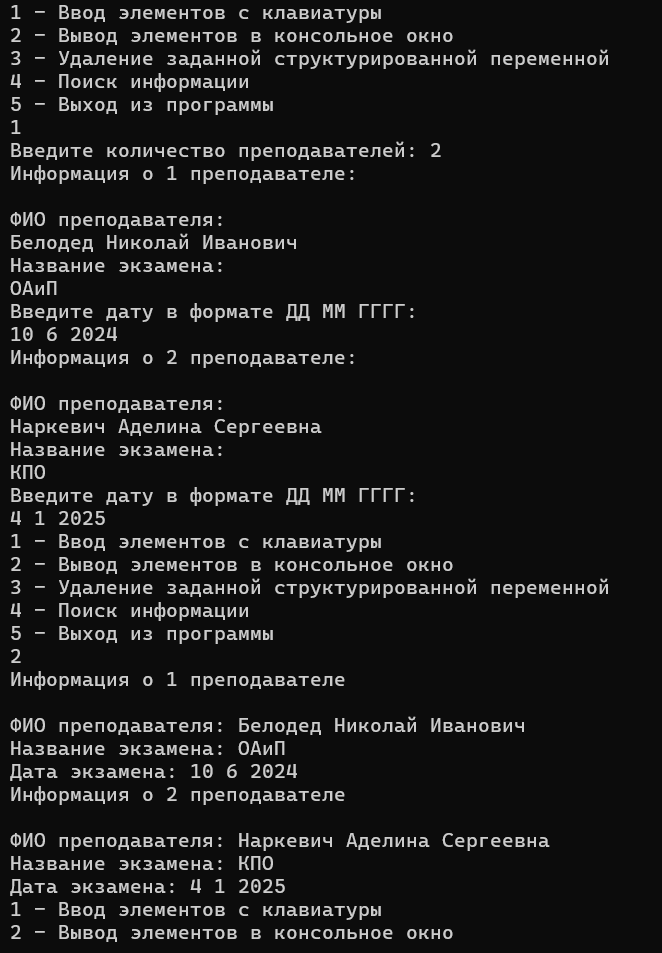 1 – Ввод элементов с клавиатуры
2 – Вывод элементов в консольное окно
3 – Удаление заданной структурированной переменной
4 – Поиск информации
5 – Выход из программы
1
Введите количество преподавателей: 2
Информация о 1 преподавателе:
ФИО преподавателя:
Белодед Николай Иванович
Название экзамена:
ОАиП
Введите дату в формате ДД ММ ГГГГ:
10 6 2024
Информация о 2 преподавателе:
ФИО преподавателя:
Наркевич Аделина Сергеевна
Название экзамена:
КПО
Введите дату в формате ДД ММ ГГГГ:
4 1 2025
1 – Ввод элементов с клавиатуры
2 – Вывод элементов в консольное окно
3 – Удаление заданной структурированной переменной
4 – Поиск информации
5 – Выход из программы
2
Информация о 1 преподавателе
ФИО преподавателя: Белодед Николай Иванович
Название экзамена: ОАиП
Дата экзамена: 10 6 2024
Информация о 2 преподавателе
ФИО преподавателя: Наркевич Аделина Сергеевна
Название экзамена: КПО
Дата экзамена: 4 1 2025
1 – Ввод элементов с клавиатуры
2 – Вывод элементов в консольное окно